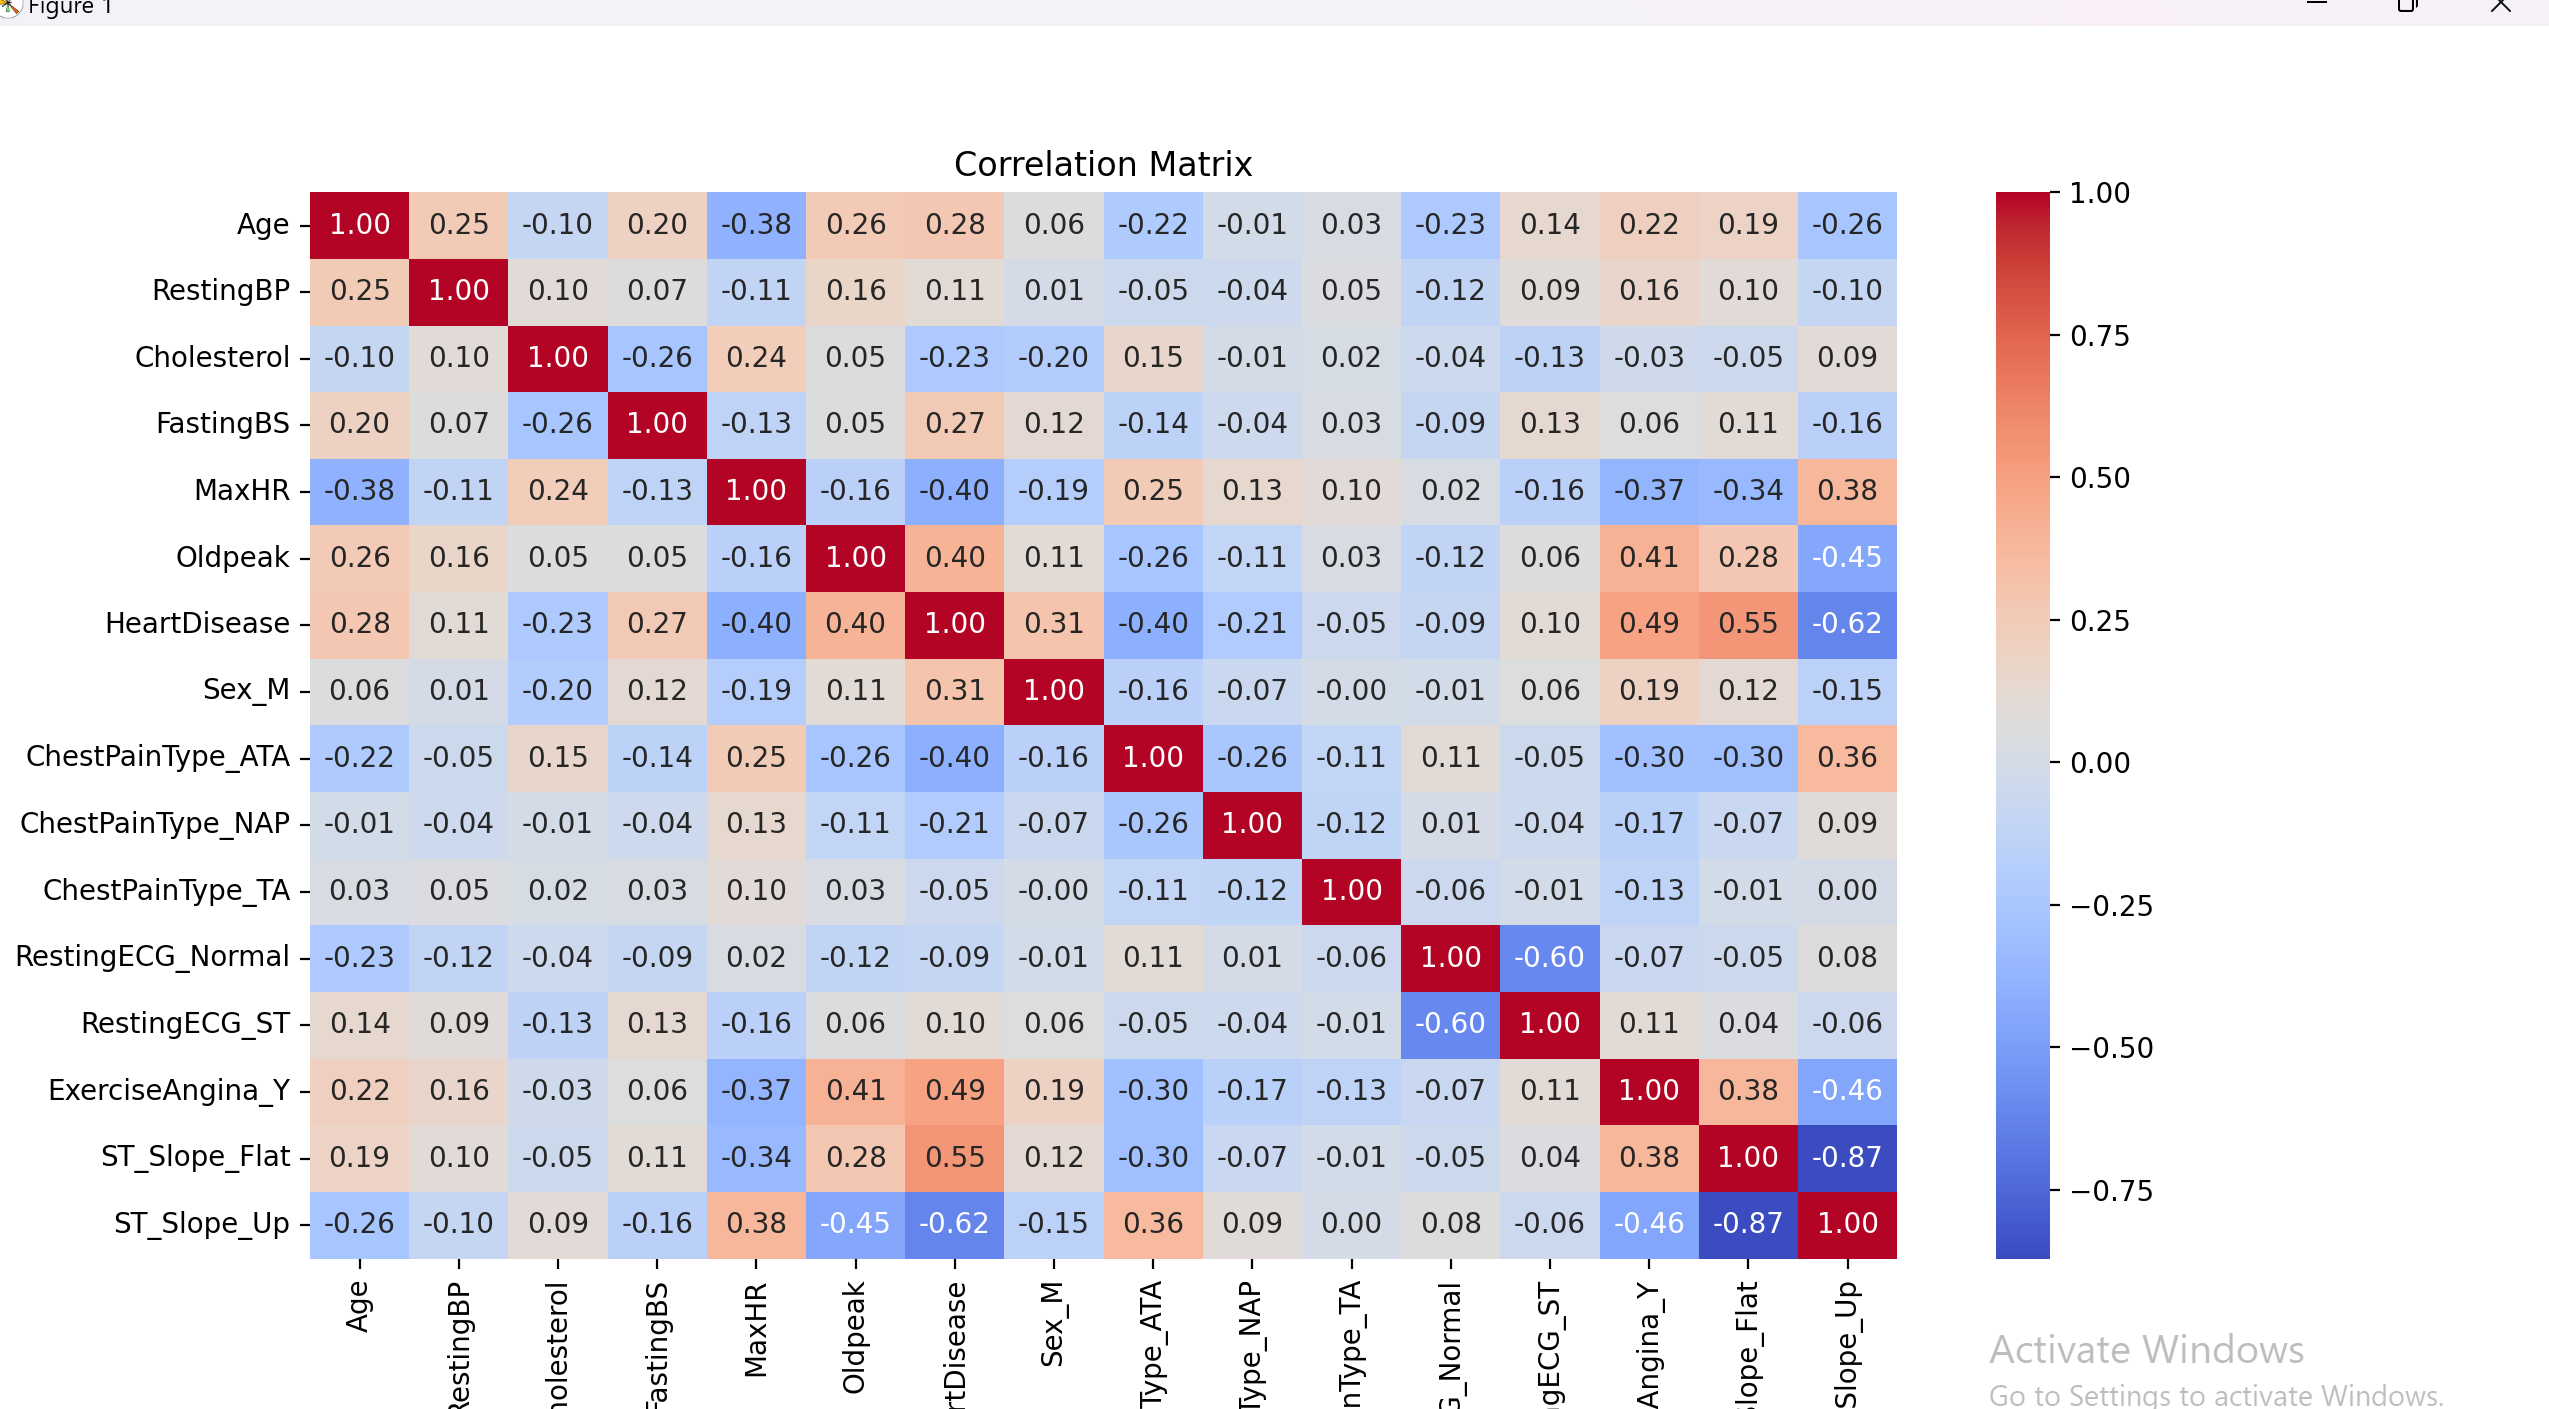 Figure 1
Correlation Matrix
Age 1.00 0.25 -0.10 0.20 -0.38 0.26 0.28 0.06 -0.22 -0.01 0.03 -0.23 0.14 0.22 0.19 -0.26
RestingBP 0.25 1.00 0.10 0.07 -0.11 0.16 0.11 0.01 -0.05 -0.04 0.05 -0.12 0.09 0.16 0.10 -0.10
Cholesterol -0.10 0.10 1.00 -0.26 0.24 0.05 -0.23 -0.20 0.15 -0.01 0.02 -0.04 -0.13 -0.03 -0.05 0.09
FastingBS 0.20 0.07 -0.26 1.00 -0.13 0.05 0.27 0.12 -0.14 -0.04 0.03 -0.09 0.13 0.06 0.11 -0.16
MaxHR -0.38 -0.11 0.24 -0.13 1.00 -0.16 -0.40 -0.19 0.25 0.13 0.10 0.02 -0.16 -0.37 -0.34 0.38
Oldpeak 0.26 0.16 0.05 0.05 -0.16 1.00 0.40 0.11 -0.26 -0.11 0.03 -0.12 0.06 0.41 0.28 -0.45
HeartDisease 0.28 0.11 -0.23 0.27 -0.40 0.40 1.00 0.31 -0.40 -0.21 -0.05 -0.09 0.10 0.49 0.55 -0.62
Sex_M 0.06 0.01 -0.20 0.12 -0.19 0.11 0.31 1.00 -0.16 -0.07 -0.00 -0.01 0.06 0.19 0.12 -0.15
ChestPainType_ATA -0.22 -0.05 0.15 -0.14 0.25 -0.26 -0.40 -0.16 1.00 -0.26 -0.11 0.11 -0.05 -0.30 -0.30 0.36
ChestPainType_NAP -0.01 -0.04 -0.01 -0.04 0.13 -0.11 -0.21 -0.07 -0.26 1.00 -0.12 0.01 -0.04 -0.17 -0.07 0.09
ChestPainType_TA 0.03 0.05 0.02 0.03 0.10 0.03 -0.05 -0.00 -0.11 -0.12 1.00 -0.06 -0.01 -0.13 -0.01 0.00
RestingECG_Normal -0.23 -0.12 -0.04 -0.09 0.02 -0.12 -0.09 -0.01 0.11 0.01 -0.06 1.00 -0.60 -0.07 -0.05 0.08
RestingECG_ST 0.14 0.09 -0.13 0.13 -0.16 0.06 0.10 0.06 -0.05 -0.04 -0.01 -0.60 1.00 0.11 0.04 -0.06
ExerciseAngina_Y 0.22 0.16 -0.03 0.06 -0.37 0.41 0.49 0.19 -0.30 -0.17 -0.13 -0.07 0.11 1.00 0.38 -0.46
ST_Slope_Flat 0.19 0.10 -0.05 0.11 -0.34 0.28 0.55 0.12 -0.30 -0.07 -0.01 -0.05 0.04 0.38 1.00 -0.87
ST_Slope_Up -0.26 -0.10 0.09 -0.16 0.38 -0.45 -0.62 -0.15 0.36 0.09 0.00 0.08 -0.06 -0.46 -0.87 1.00
Age
RestingBP
holesterol
FastingBS
MaxHR
Oldpeak
rtDisease
Sex_M
Type_ATA
Type_NAP
nType_TA
G_Normal
gECG_ST
Angina_Y
lope_Flat
Slope_Up
1.00
0.75
0.50
0.25
0.00
−0.25
−0.50
−0.75
Activate Windows
Go to Settings to activate Windows.